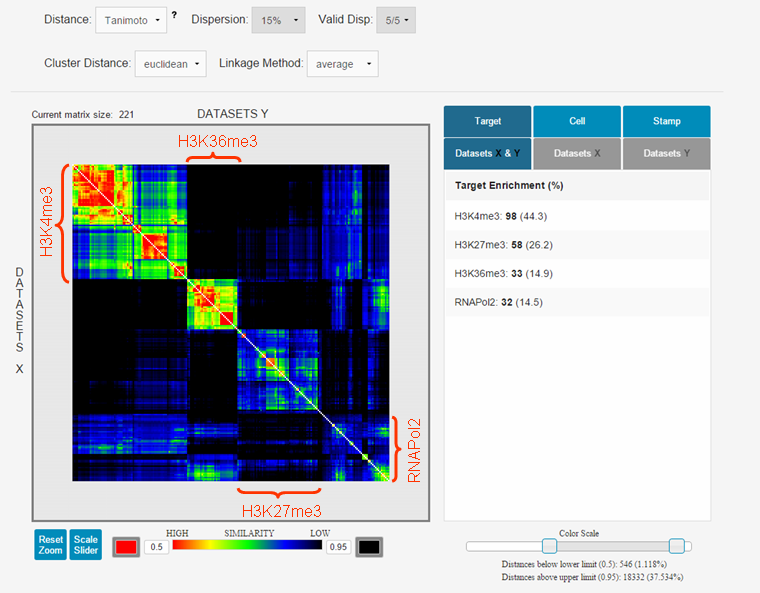 Distance: Tanimoto ? Dispersion: 15% Valid Disp: 5/5
Cluster Distance: euclidean Linkage Method: average
Current matrix size: 221 DATASETS Y
H3K36me3
H3K4me3
DATASETS X
RNAPol2
H3K27me3
Target Cell Stamp
Datasets X & Y Datasets X Datasets Y
Target Enrichment (%)
H3K4me3: 98 (44.3)
H3K27me3: 58 (26.2)
H3K36me3: 33 (14.9)
RNAPol2: 32 (14.5)
Reset Zoom
Scale Slider
HIGH SIMILARITY LOW
0.5 0.95
Color Scale
Distances below lower limit (0.5): 546 (1.118%)
Distances above upper limit (0.95): 18332 (37.534%)